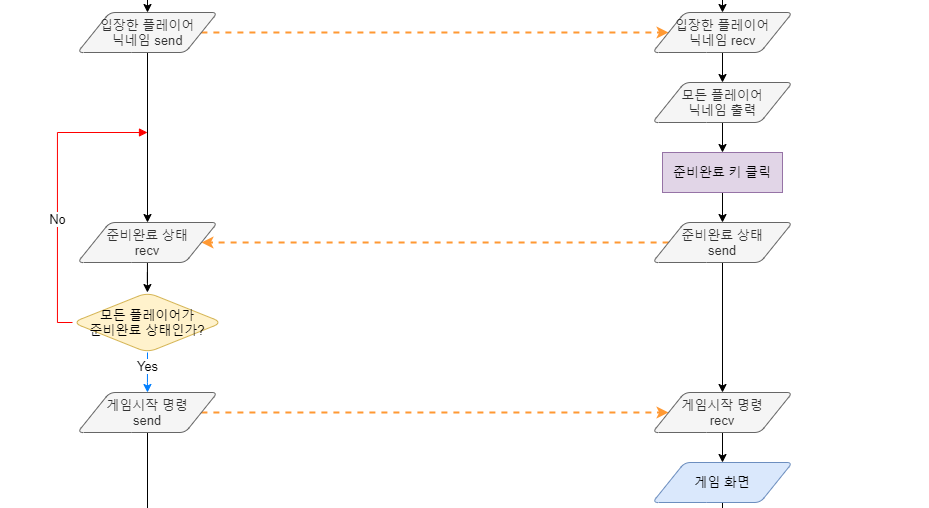 입장한 플레이어
닉네임 send
입장한 플레이어
닉네임 recv
모든 플레이어
닉네임 출력
준비완료 키 클릭
No
준비완료 상태
recv
준비완료 상태
send
모든 플레이어가
준비완료 상태인가?
Yes
게임시작 명령
send
게임시작 명령
recv
게임 화면